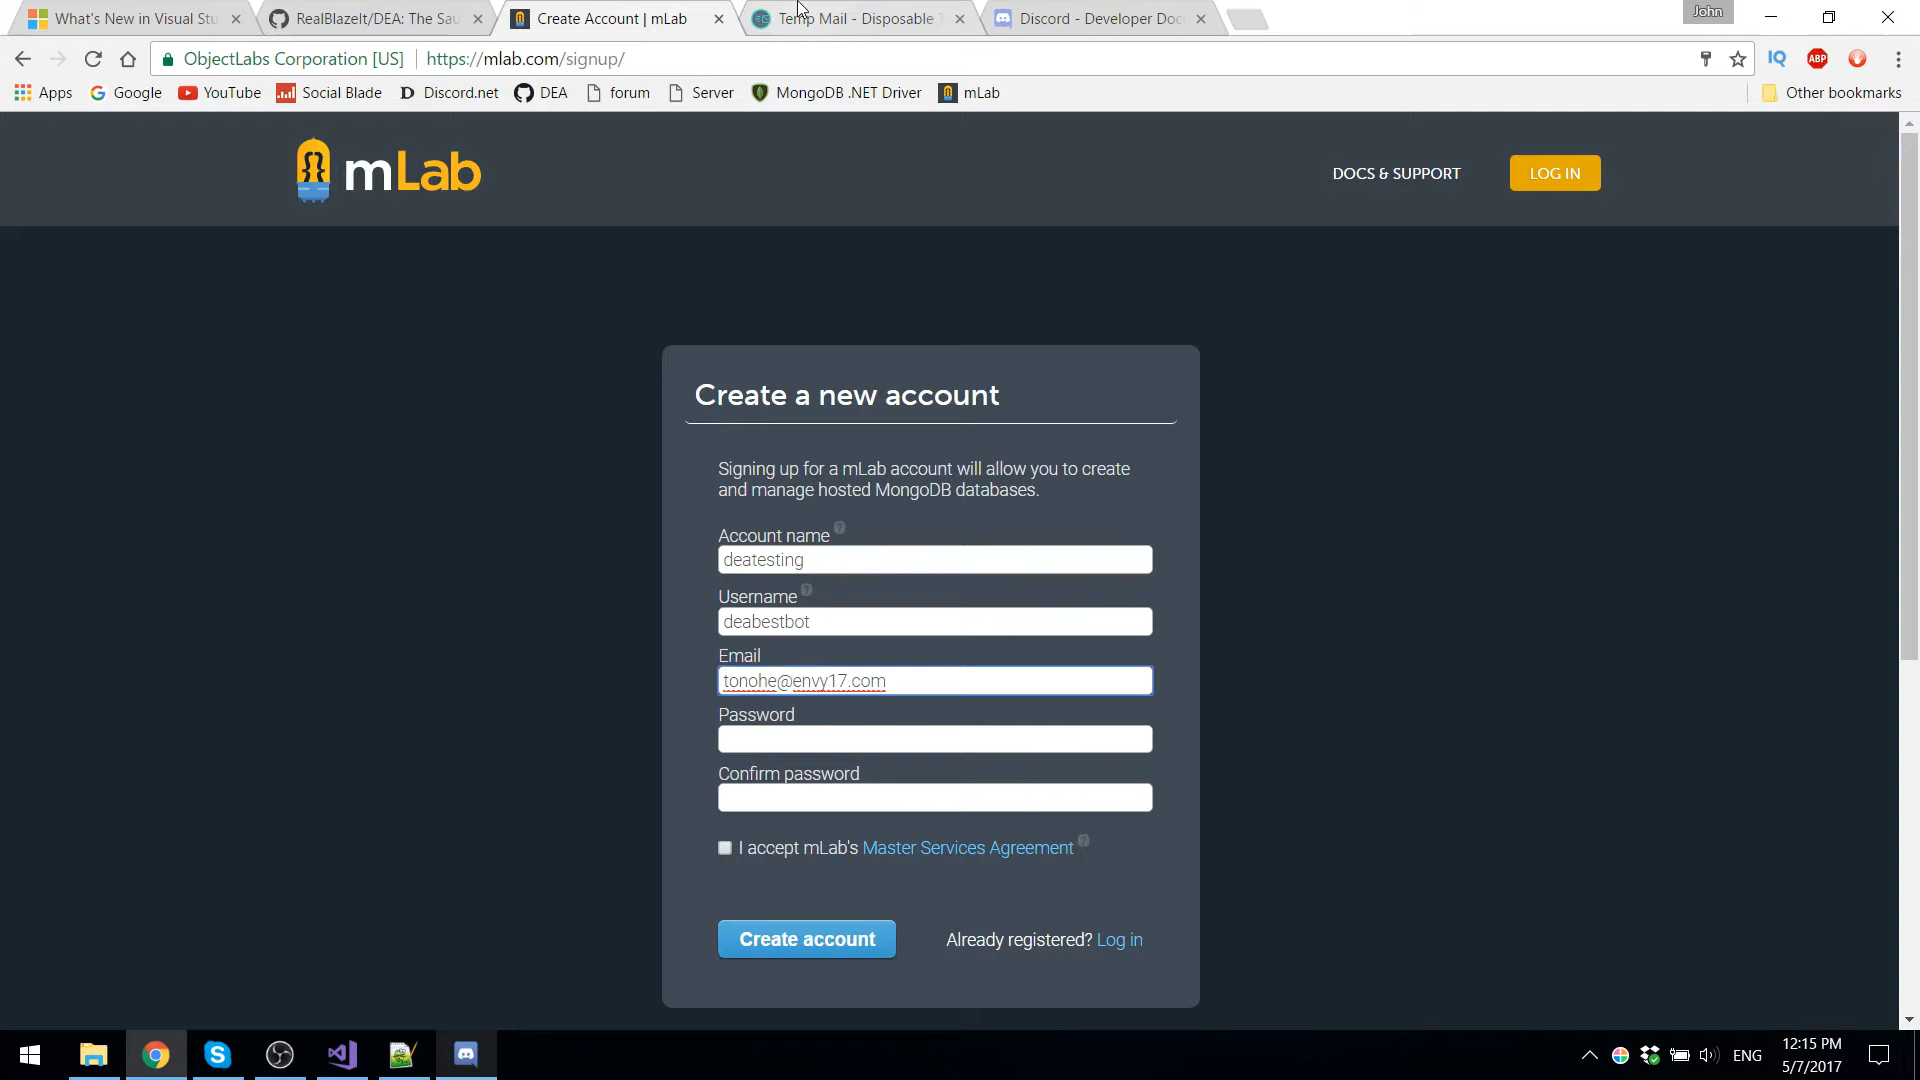 What's New in Visual Stu
RealBlazeIt/DEA: The Sau
Create Account | mLab
Temp Mail - Disposable T
Discord - Developer Doc
John
ObjectLabs Corporation [US]
https://mlab.com/signup/
IQ
ABP
Apps
Google
YouTube
Social Blade
D Discord.net
DEA
forum
Server
MongoDB .NET Driver
mLab
Other bookmarks
mLab
DOCS & SUPPORT
LOG IN
Create a new account
Signing up for a mLab account will allow you to create
and manage hosted MongoDB databases.
Account name ?
deatesting
Username ?
deabestbot
Email
tonohe@envy17.com
Password
Confirm password
I accept mLab's Master Services Agreement ?
Create account
Already registered? Log in
ENG
12:15 PM
5/7/2017